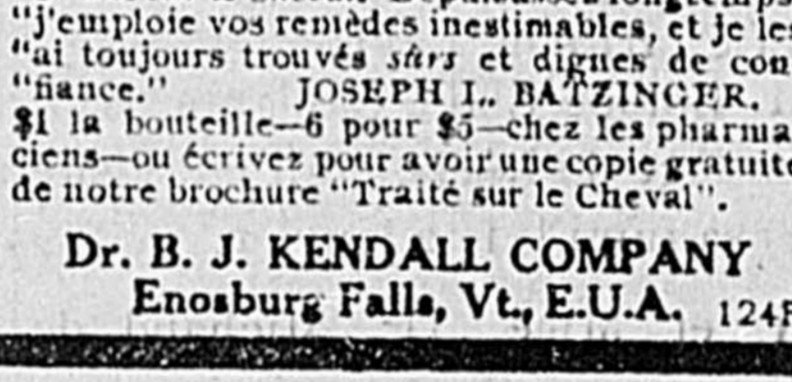 "j'emploie vos remèdes inestimables, et je les
"ai toujours trouvés sûrs et dignes de con
"fiance." JOSEPH L. BATZINGER.
$1 la bouteille—6 pour $5—chez les pharma
ciens—ou écrivez pour avoir une copie gratuite
de notre brochure "Traité sur le Cheval".
Dr. B. J. KENDALL COMPANY
Enosburg Falls, Vt., E.U.A. 124F